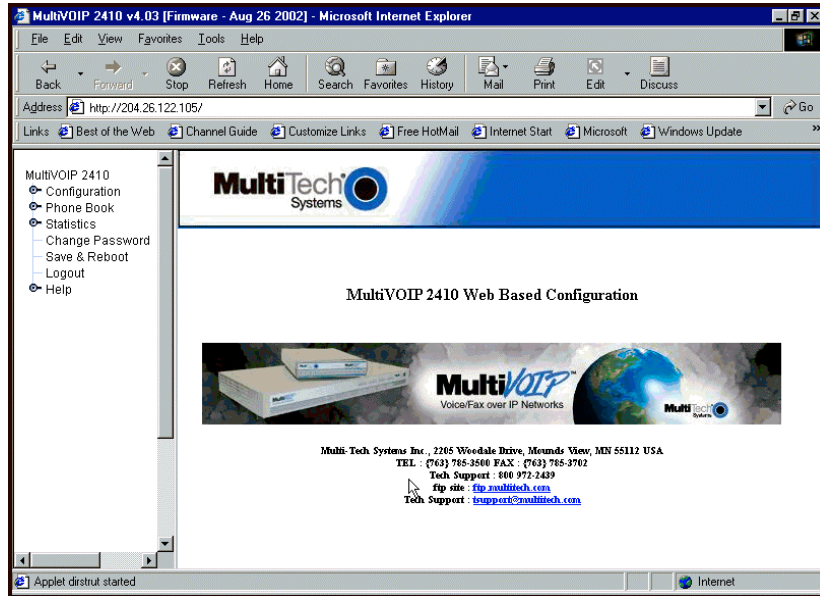 MultiVOIP 2410 v4.03 [Firmware - Aug 26 2002] - Microsoft Internet Explorer
File Edit View Favorites Tools Help
Back Forward Stop Refresh Home Search Favorites History Mail Print Edit Discuss
Address http://204.26.122.105/ Go
Links Best of the Web Channel Guide Customize Links Free HotMail Internet Start Microsoft Windows Update »
MultiVOIP 2410
Configuration
Phone Book
Statistics
Change Password
Save & Reboot
Logout
Help
MultiTech
Systems
MultiVOIP 2410 Web Based Configuration
MultiVOIP™
Voice/Fax over IP Networks
MultiTech
Systems
Multi-Tech Systems Inc., 2205 Woodale Drive, Mounds View, MN 55112 USA
TEL : (763) 785-3500 FAX : (763) 785-3702
Tech Support : 800 972-2439
ftp site : ftp.multitech.com
Tech Support : tsupport@multitech.com
Applet dirstrut started
Internet